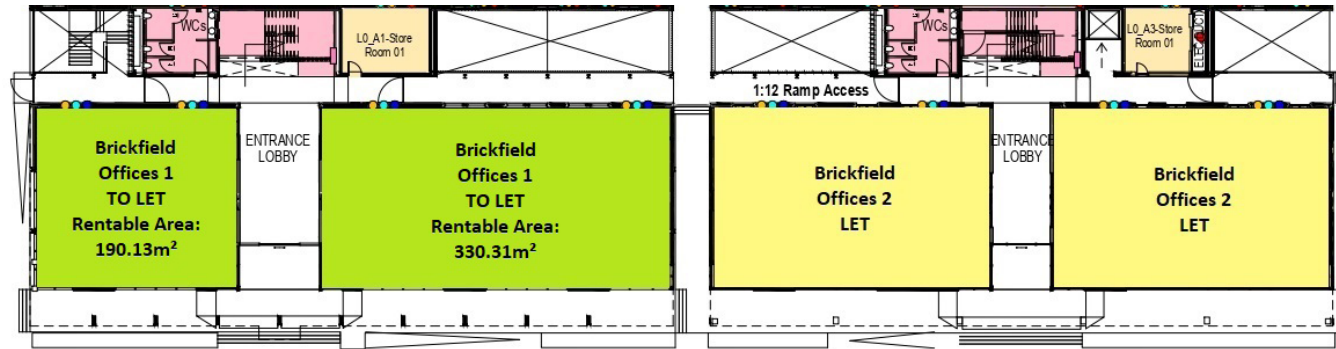 WCs
L0_A1-Store
Room 01
WCs
L0_A3-Store
Room 01
ELEC DUCT
1:12 Ramp Access
Brickfield
Offices 1
TO LET
Rentable Area:
190.13m²
ENTRANCE
LOBBY
Brickfield
Offices 1
TO LET
Rentable Area:
330.31m²
Brickfield
Offices 2
LET
ENTRANCE
LOBBY
Brickfield
Offices 2
LET